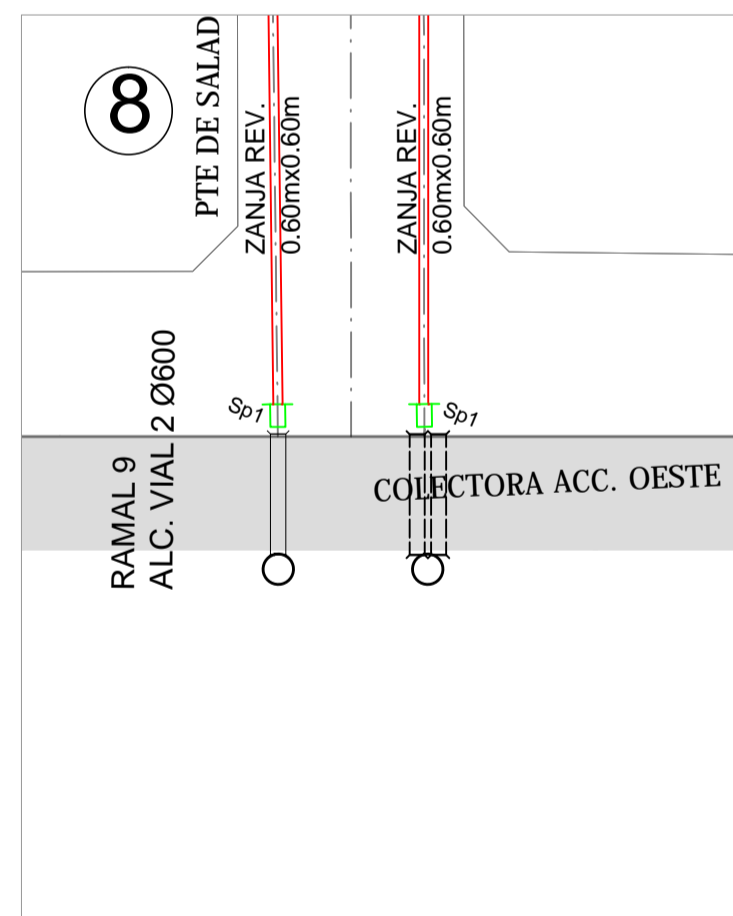 8
PTE DE SALAD
ZANJA REV.
0.60mx0.60m
ZANJA REV.
0.60mx0.60m
Sp1
Sp1
RAMAL 9
ALC. VIAL 2 Ø600
COLECTORA ACC. OESTE